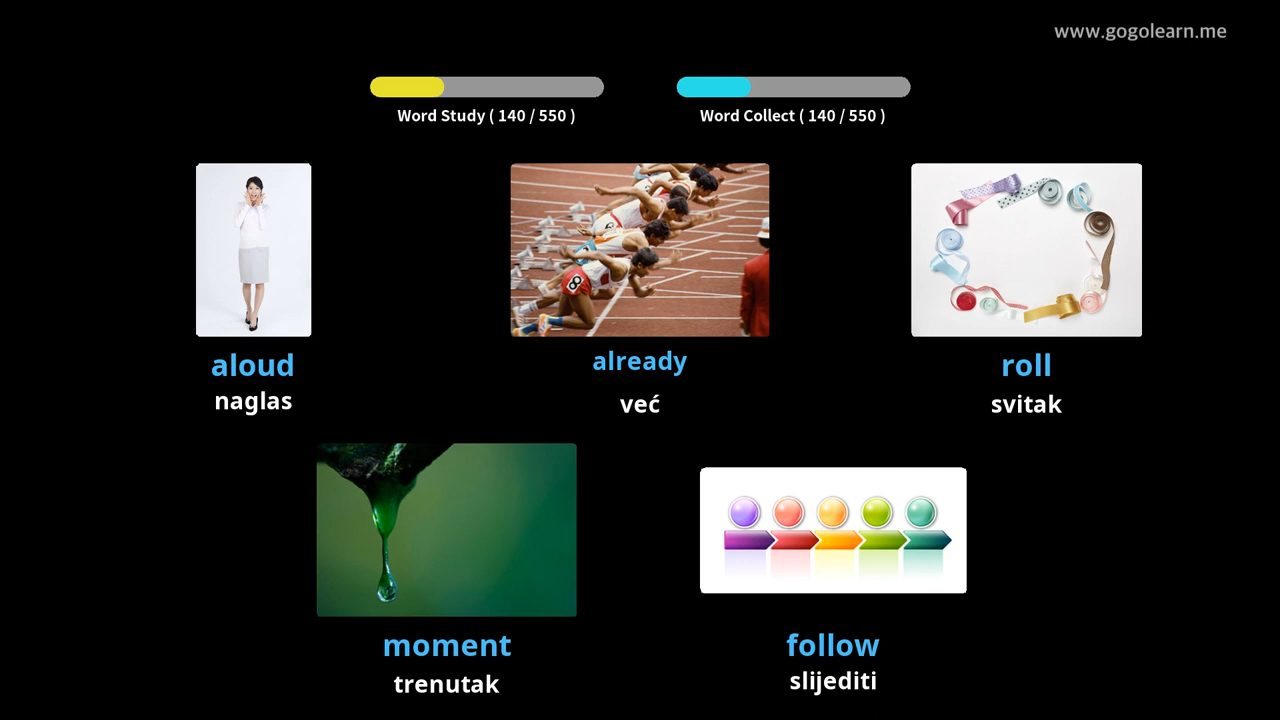 www.gogolearn.me
Word Study ( 140 / 550 )
Word Collect ( 140 / 550 )
aloud
naglas
already
već
roll
svitak
moment
trenutak
follow
slijediti